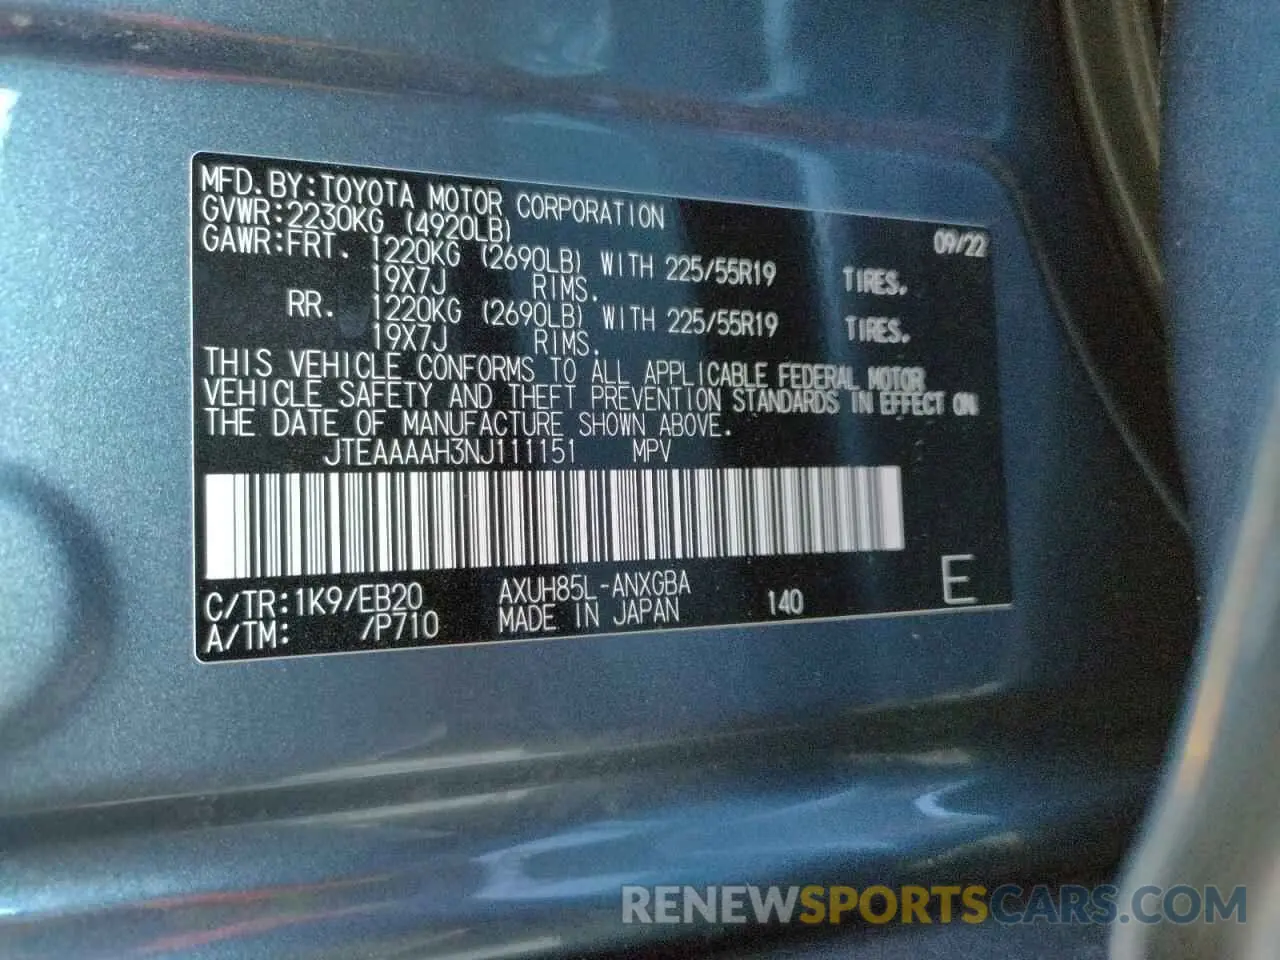 MFD.BY:TOYOTA MOTOR CORPORATION 09/22
GVWR:2230KG (4920LB)
GAWR:FRT. 1220KG (2690LB) WITH 225/55R19 TIRES.
19X7J RIMS.
RR. 1220KG (2690LB) WITH 225/55R19 TIRES.
19X7J RIMS.
THIS VEHICLE CONFORMS TO ALL APPLICABLE FEDERAL MOTOR
VEHICLE SAFETY AND THEFT PREVENTION STANDARDS IN EFFECT ON
THE DATE OF MANUFACTURE SHOWN ABOVE.
JTEAAAAH3NJ111151 MPV
C/TR:1K9/EB20 AXUH85L-ANXGBA 140 E
A/TM: /P710 MADE IN JAPAN
RENEWSPORTSCARS.COM